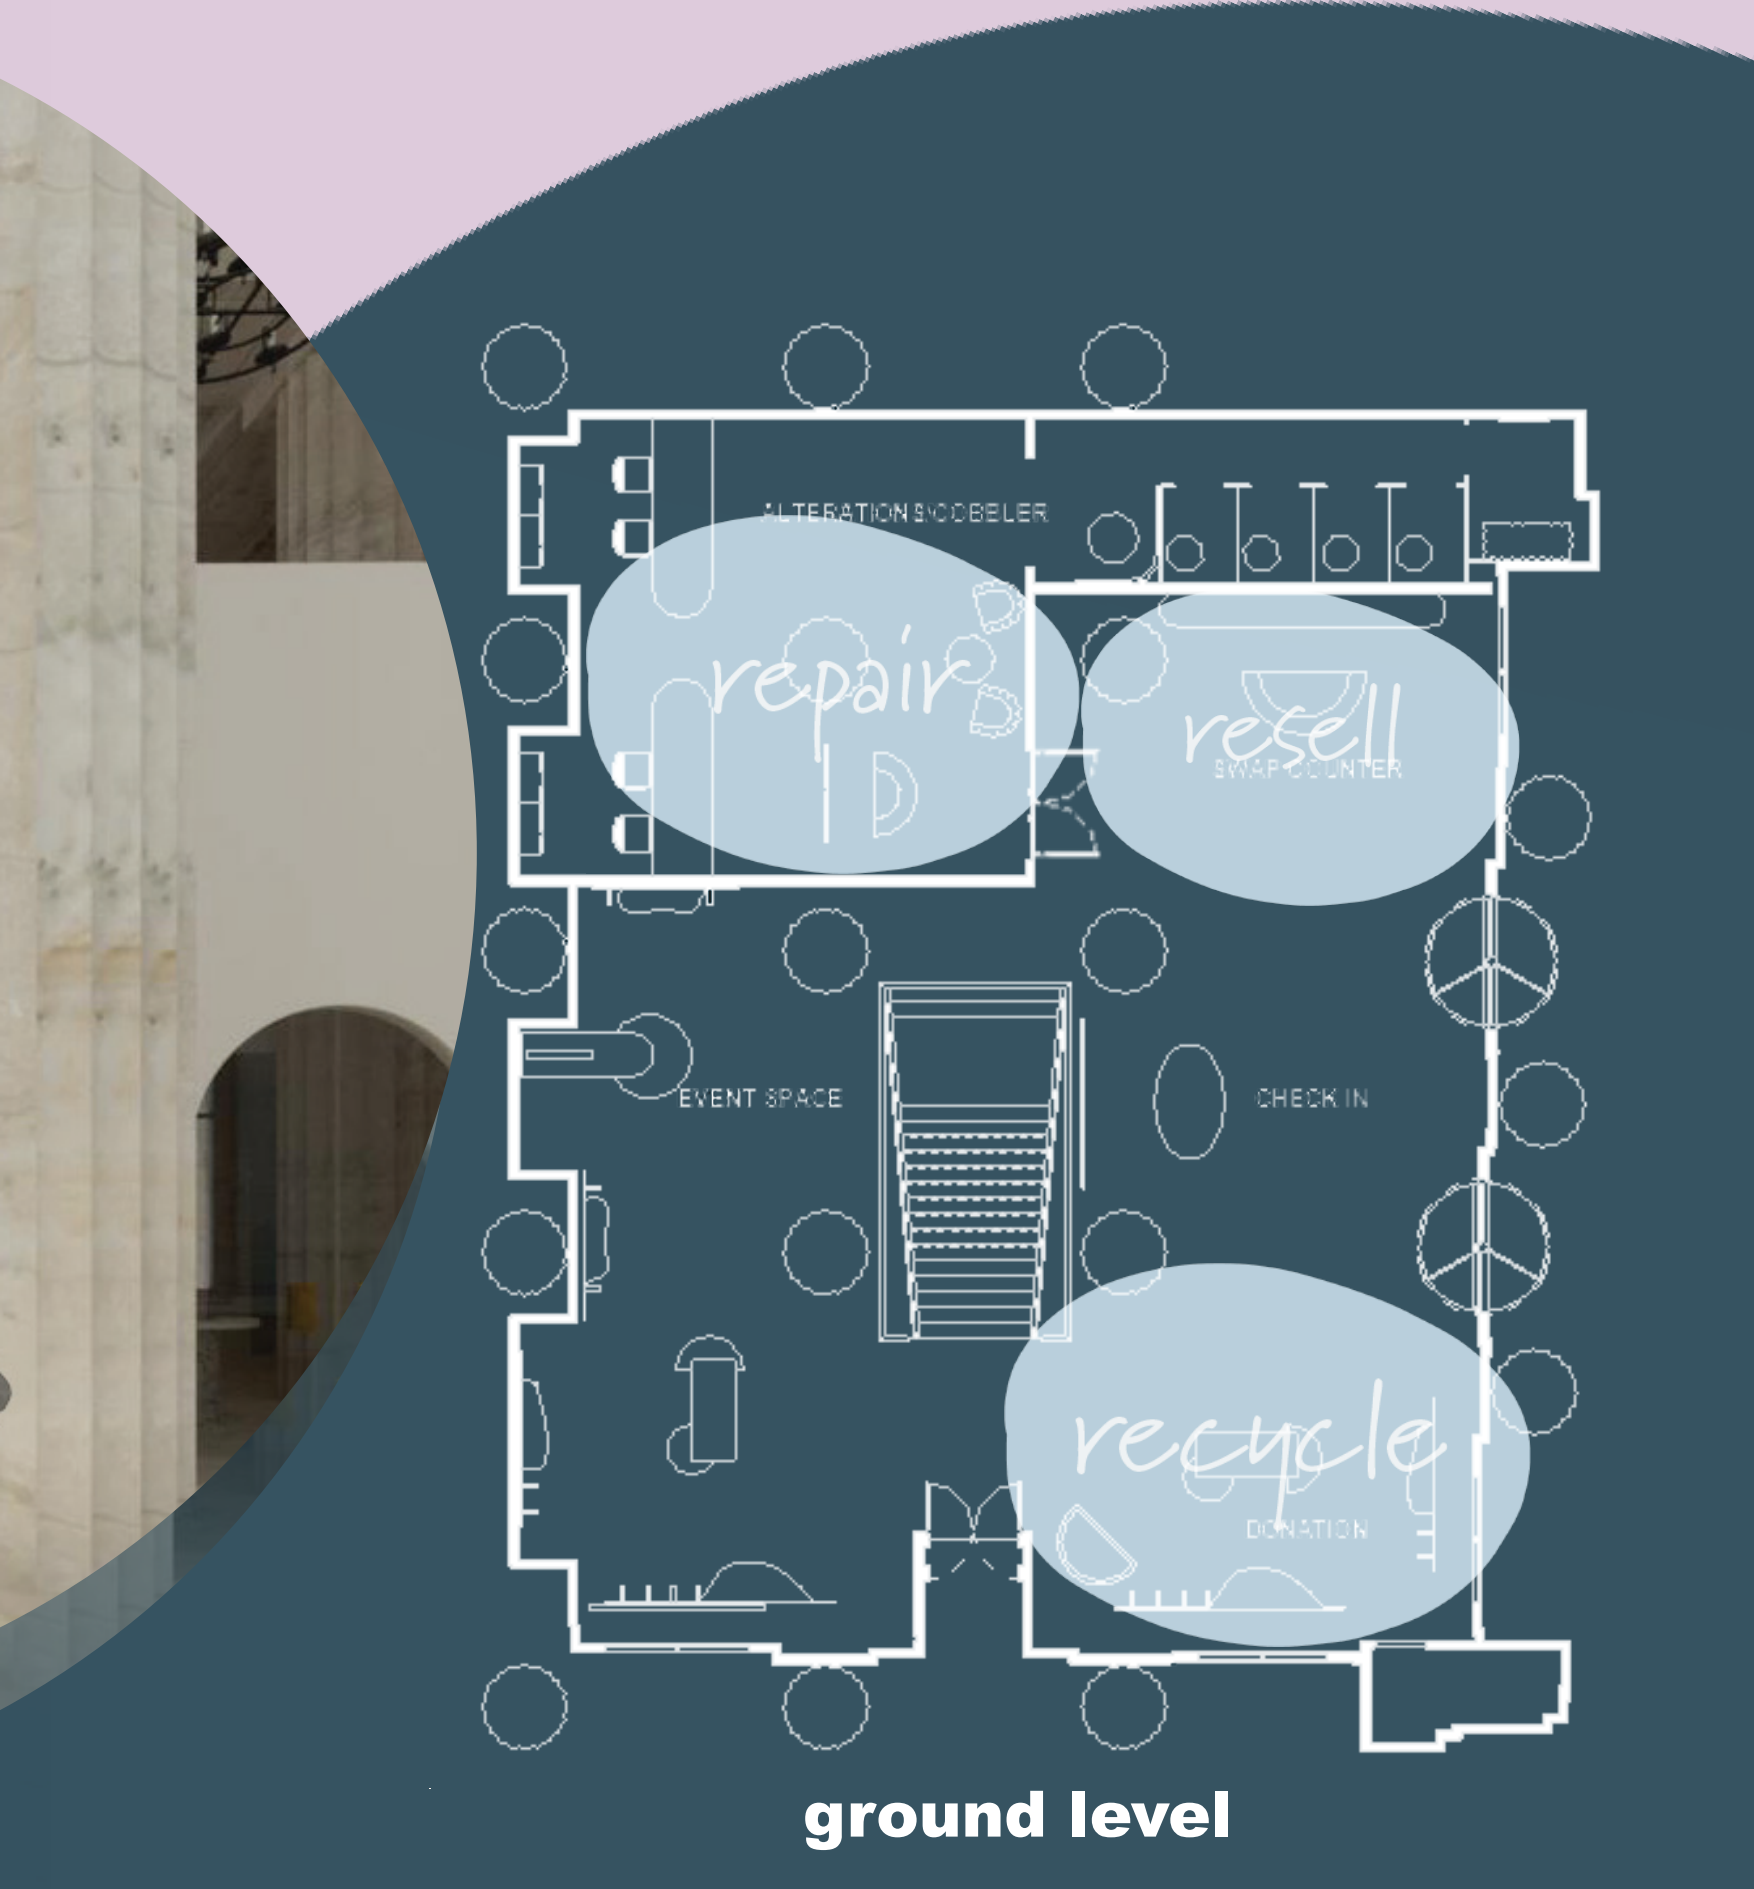 ALTERATIONS/COBBLER
repair
resell
SWAP COUNTER
EVENT SPACE
CHECK IN
recycle
DONATION
ground level